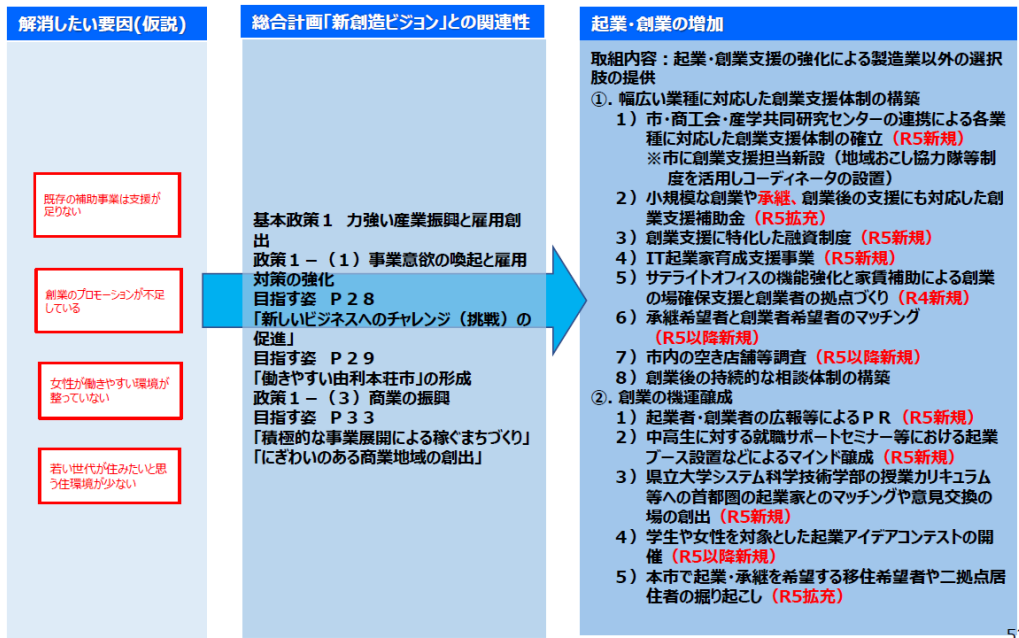 解消したい要因(仮説)
既存の補助事業は支援が
足りない
創業のプロモーションが不足
している
女性が働きやすい環境が
整っていない
若い世代が住みたいと思
う住環境が少ない
総合計画「新創造ビジョン」との関連性
基本政策１ 力強い産業振興と雇用創
出
政策１－（１）事業意欲の喚起と雇用
対策の強化
目指す姿 Ｐ２８
「新しいビジネスへのチャレンジ（挑戦）の
促進」
目指す姿 Ｐ２９
「働きやすい由利本荘市」の形成
政策１－（３）商業の振興
目指す姿 Ｐ３３
「積極的な事業展開による稼ぐまちづくり」
「にぎわいのある商業地域の創出」
起業・創業の増加
取組内容：起業・創業支援の強化による製造業以外の選択
肢の提供
①．幅広い業種に対応した創業支援体制の構築
１）市・商工会・産学共同研究センターの連携による各業
種に対応した創業支援体制の確立（R5新規）
※市に創業支援担当新設（地域おこし協力隊等制
度を活用しコーディネータの設置）
２）小規模な創業や承継、創業後の支援にも対応した創
業支援補助金（R5拡充）
３）創業支援に特化した融資制度（R5新規）
４）IT起業家育成支援事業（R5新規）
５）サテライトオフィスの機能強化と家賃補助による創業
の場確保支援と創業者の拠点づくり（R4新規）
６）承継希望者と創業者希望者のマッチング
（R5以降新規）
７）市内の空き店舗等調査（R5以降新規）
８）創業後の持続的な相談体制の構築
②．創業の機運醸成
１）起業者・創業者の広報等によるＰＲ（R5新規）
２）中高生に対する就職サポートセミナー等における起業
ブース設置などによるマインド醸成（R5新規）
３）県立大学システム科学技術学部の授業カリキュラム
等への首都圏の起業家とのマッチングや意見交換の
場の創出（R5新規）
４）学生や女性を対象とした起業アイデアコンテストの開
催（R5以降新規）
５）本市で起業・承継を希望する移住希望者や二拠点居
住者の掘り起こし（R5拡充）